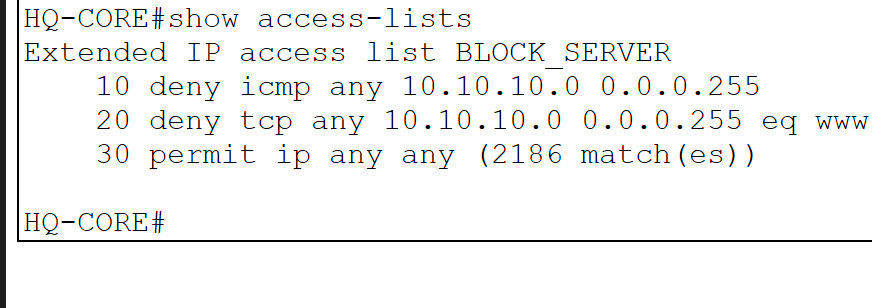 HQ-CORE#show access-lists
Extended IP access list BLOCK_SERVER
    10 deny icmp any 10.10.10.0 0.0.0.255
    20 deny tcp any 10.10.10.0 0.0.0.255 eq www
    30 permit ip any any (2186 match(es))

HQ-CORE#